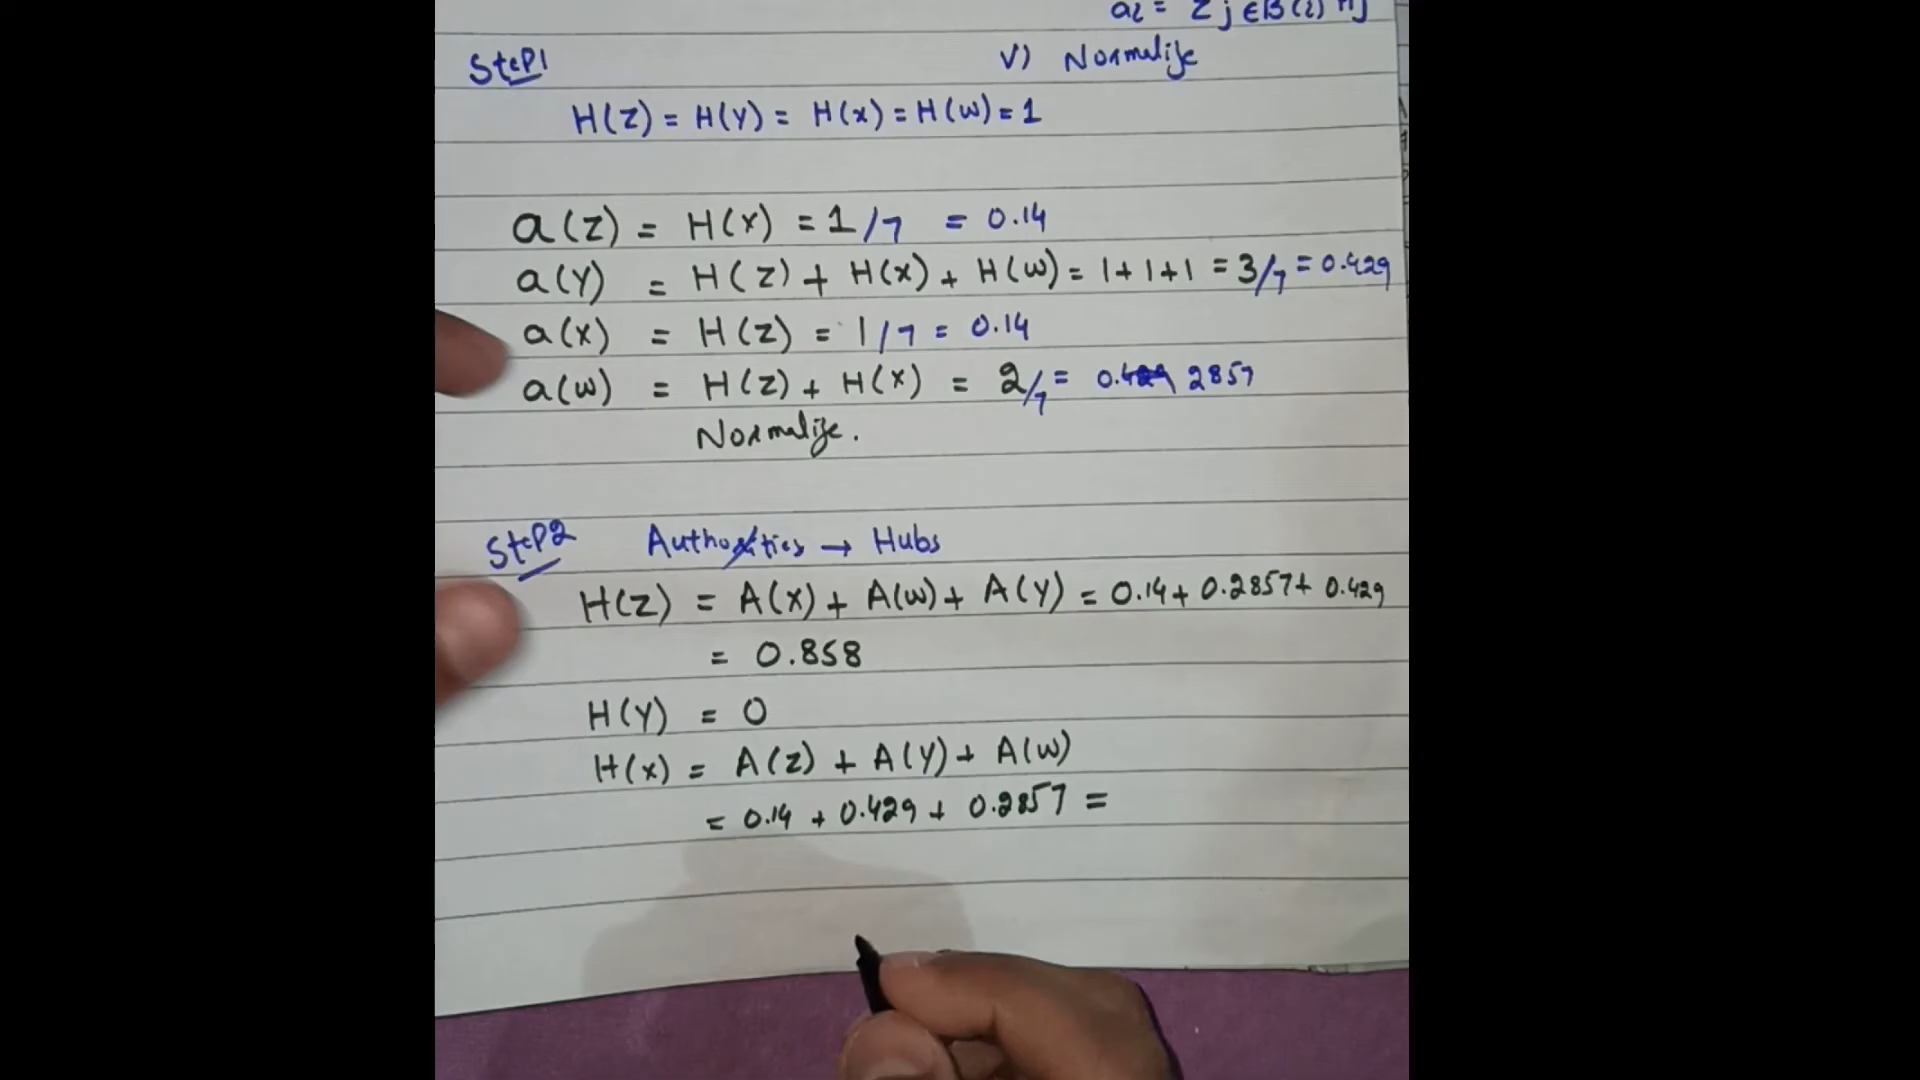 Step1
v) Normalize
H(Z) = H(Y) = H(x) = H(w) = 1
a(z) = H(x) = 1/7 = 0.14
a(Y) = H(z) + H(x) + H(w) = 1+1+1 = 3/7 = 0.429
a(x) = H(z) = 1/7 = 0.14
a(w) = H(z) + H(x) = 2/7 = 0. 2857
Normalize.
Step2 Authorities → Hubs
H(Z) = A(x) + A(w) + A(Y) = 0.14 + 0.2857 + 0.429
= 0.858
H(Y) = 0
H(x) = A(z) + A(Y) + A(w)
= 0.14 + 0.429 + 0.2857 =